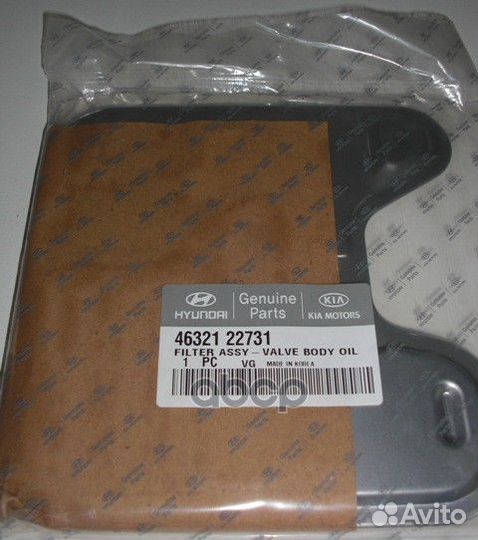 HYUNDAI
Genuine Parts
KIA
KIA MOTORS
46321 22731
FILTER ASSY – VALVE BODY OIL
1 PC VG MADE IN KOREA
abcp
Avito